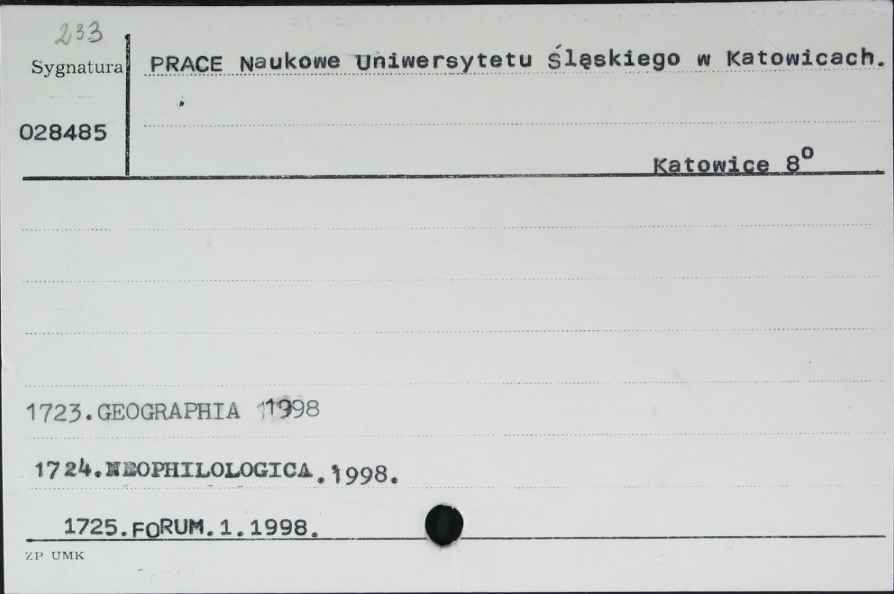 233
Sygnatura
PRACE Naukowe Uniwersytetu Śląskiego w Katowicach.
028485
Katowice 8º
1723.GEOGRAPHIA 1998
1724.NEOPHILOLOGICA.1998.
1725.FORUM.1.1998.
ZP UMK